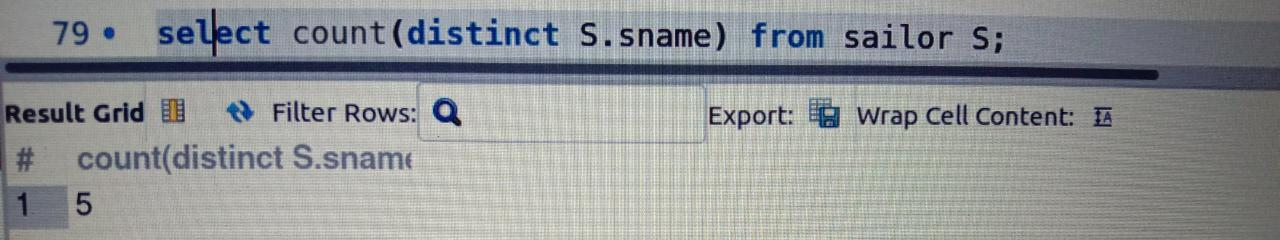 79 • select count(distinct S.sname) from sailor S;
Result Grid Filter Rows: Export: Wrap Cell Content: IA
# count(distinct S.sname
1 5